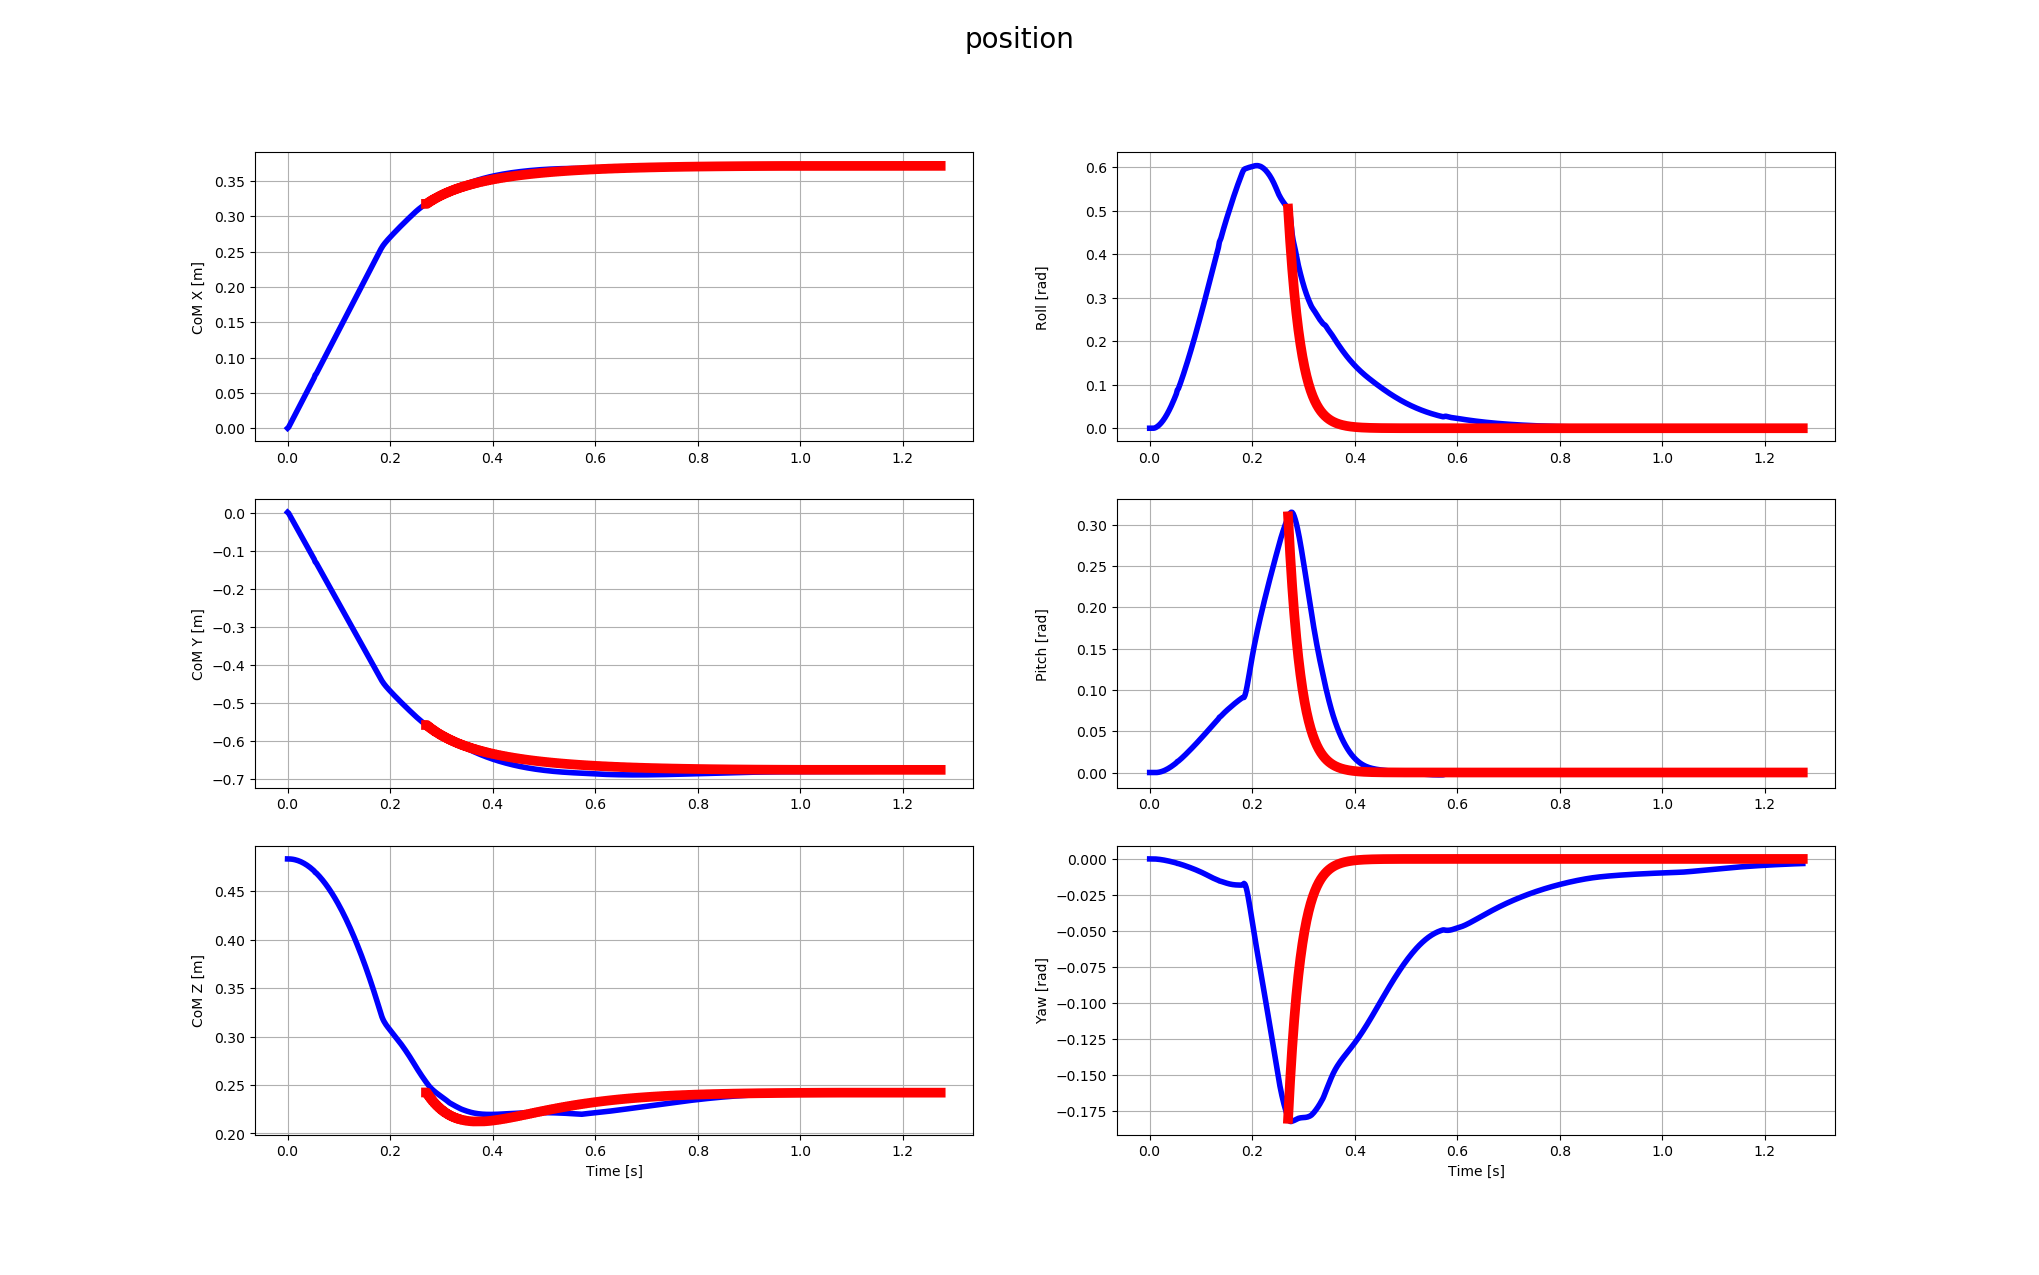 position
CoM X [m]
0.35
0.30
0.25
0.20
0.15
0.10
0.05
0.00
0.0 0.2 0.4 0.6 0.8 1.0 1.2
Roll [rad]
0.6
0.5
0.4
0.3
0.2
0.1
0.0
0.0 0.2 0.4 0.6 0.8 1.0 1.2
CoM Y [m]
0.0
−0.1
−0.2
−0.3
−0.4
−0.5
−0.6
−0.7
0.0 0.2 0.4 0.6 0.8 1.0 1.2
Pitch [rad]
0.30
0.25
0.20
0.15
0.10
0.05
0.00
0.0 0.2 0.4 0.6 0.8 1.0 1.2
CoM Z [m]
0.45
0.40
0.35
0.30
0.25
0.20
0.0 0.2 0.4 0.6 0.8 1.0 1.2
Time [s]
Yaw [rad]
0.000
−0.025
−0.050
−0.075
−0.100
−0.125
−0.150
−0.175
0.0 0.2 0.4 0.6 0.8 1.0 1.2
Time [s]